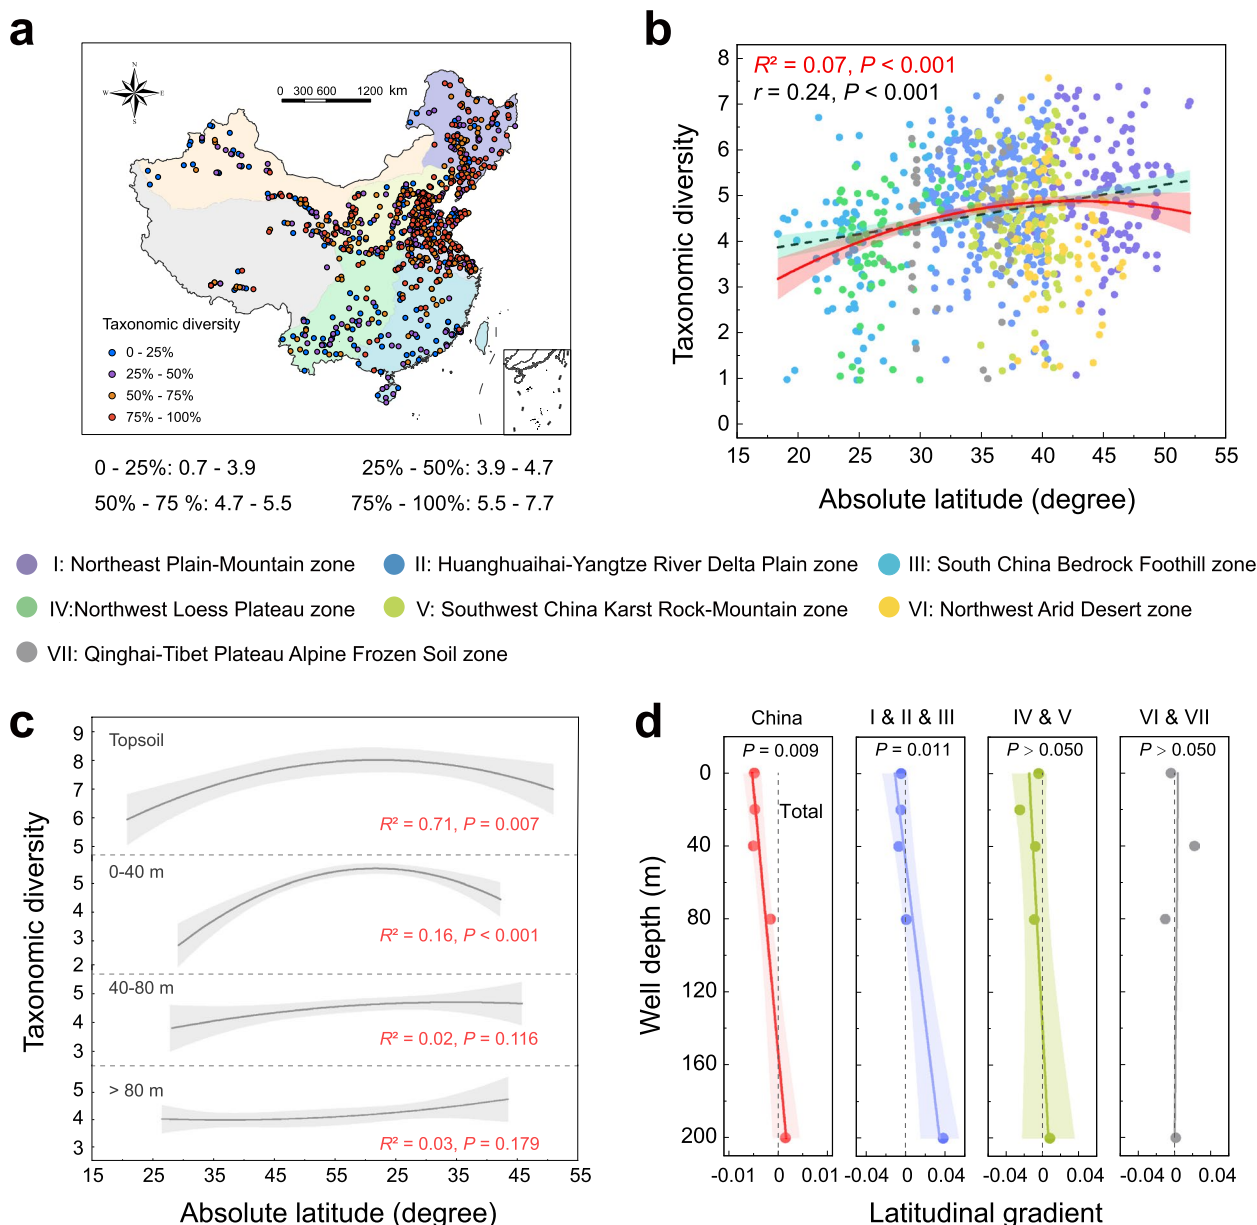 a
N
W
E
S
0 300 600 1200 km
Taxonomic diversity
0 - 25%
25% - 50%
50% - 75%
75% - 100%
0 - 25%: 0.7 - 3.9
25% - 50%: 3.9 - 4.7
50% - 75 %: 4.7 - 5.5
75% - 100%: 5.5 - 7.7
b
R² = 0.07, P < 0.001
r = 0.24, P < 0.001
Taxonomic diversity
8
7
6
5
4
3
2
1
0
15 20 25 30 35 40 45 50 55
Absolute latitude (degree)
I: Northeast Plain-Mountain zone
II: Huanghuaihai-Yangtze River Delta Plain zone
III: South China Bedrock Foothill zone
IV:Northwest Loess Plateau zone
V: Southwest China Karst Rock-Mountain zone
VI: Northwest Arid Desert zone
VII: Qinghai-Tibet Plateau Alpine Frozen Soil zone
c
Taxonomic diversity
9
8
7
6
5
Topsoil
R² = 0.71, P = 0.007
5
4
3
2
0-40 m
R² = 0.16, P < 0.001
5
4
3
40-80 m
R² = 0.02, P = 0.116
5
4
3
> 80 m
R² = 0.03, P = 0.179
15 25 35 45 55 25 35 45 55
Absolute latitude (degree)
d
China
I & II & III
IV & V
VI & VII
P = 0.009
P = 0.011
P > 0.050
P > 0.050
Total
Well depth (m)
0
40
80
120
160
200
-0.01 0 0.01
-0.04 0 0.04
-0.04 0 0.04
-0.04 0 0.04
Latitudinal gradient